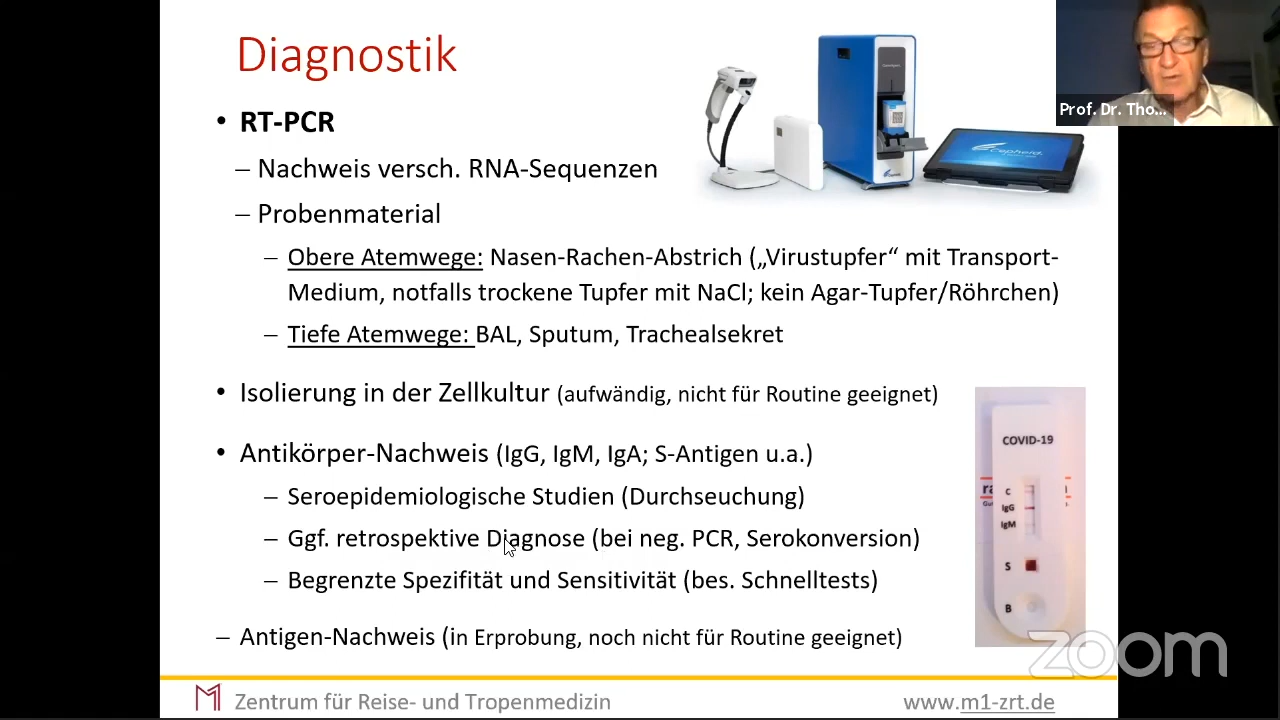 Diagnostik
Prof. Dr. Tho...
Cepheid.
• RT-PCR
– Nachweis versch. RNA-Sequenzen
– Probenmaterial
– Obere Atemwege: Nasen-Rachen-Abstrich („Virustupfer“ mit Transport-
Medium, notfalls trockene Tupfer mit NaCl; kein Agar-Tupfer/Röhrchen)
– Tiefe Atemwege: BAL, Sputum, Trachealsekret
• Isolierung in der Zellkultur (aufwändig, nicht für Routine geeignet)
• Antikörper-Nachweis (IgG, IgM, IgA; S-Antigen u.a.)
– Seroepidemiologische Studien (Durchseuchung)
– Ggf. retrospektive Diagnose (bei neg. PCR, Serokonversion)
– Begrenzte Spezifität und Sensitivität (bes. Schnelltests)
– Antigen-Nachweis (in Erprobung, noch nicht für Routine geeignet)
COVID-19
C
IgG
IgM
S
B
zoom
Zentrum für Reise- und Tropenmedizin
www.m1-zrt.de